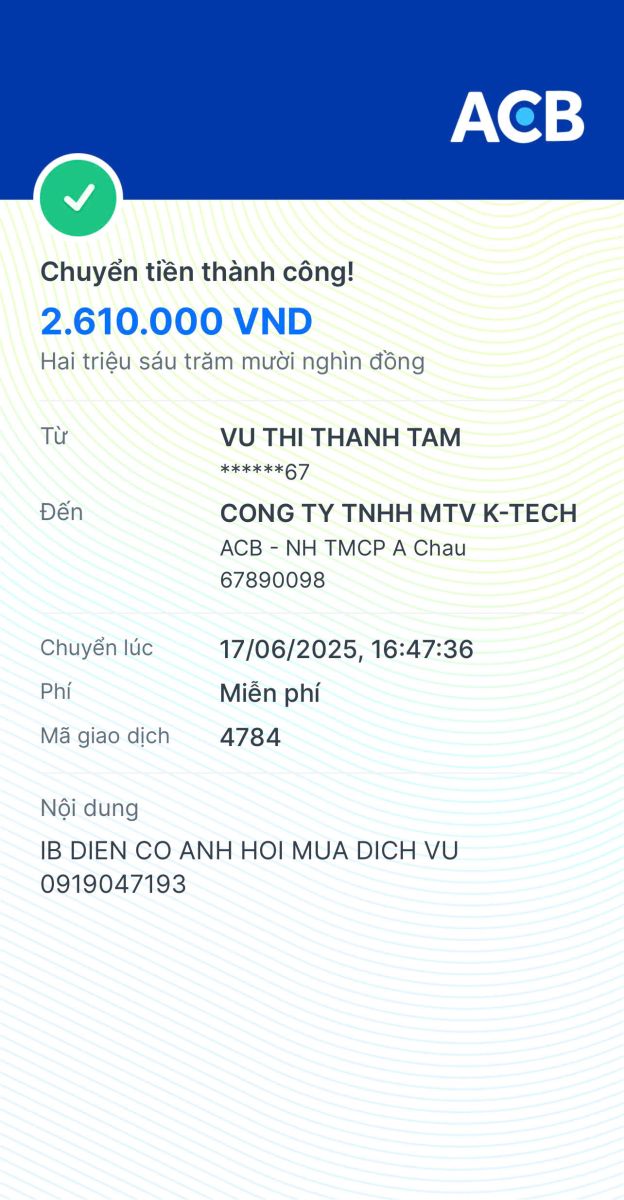 ACB
Chuyển tiền thành công!
2.610.000 VND
Hai triệu sáu trăm mười nghìn đồng
Từ VU THI THANH TAM
******67
Đến CONG TY TNHH MTV K-TECH
ACB - NH TMCP A Chau
67890098
Chuyển lúc 17/06/2025, 16:47:36
Phí Miễn phí
Mã giao dịch 4784
Nội dung
IB DIEN CO ANH HOI MUA DICH VU
0919047193